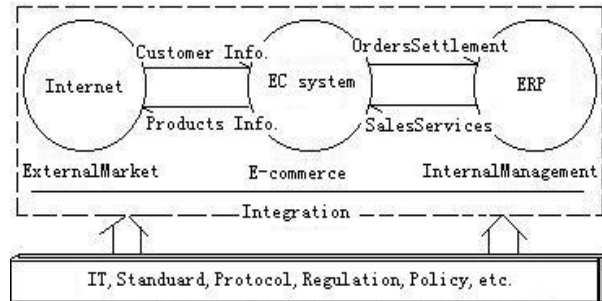 Customer Info.
OrdersSettlement
Internet
EC system
ERP
Products Info.
SalesServices
ExternalMarket
E-commerce
InternalManagement
Integration
IT, Standuard, Protocol, Regulation, Policy, etc.